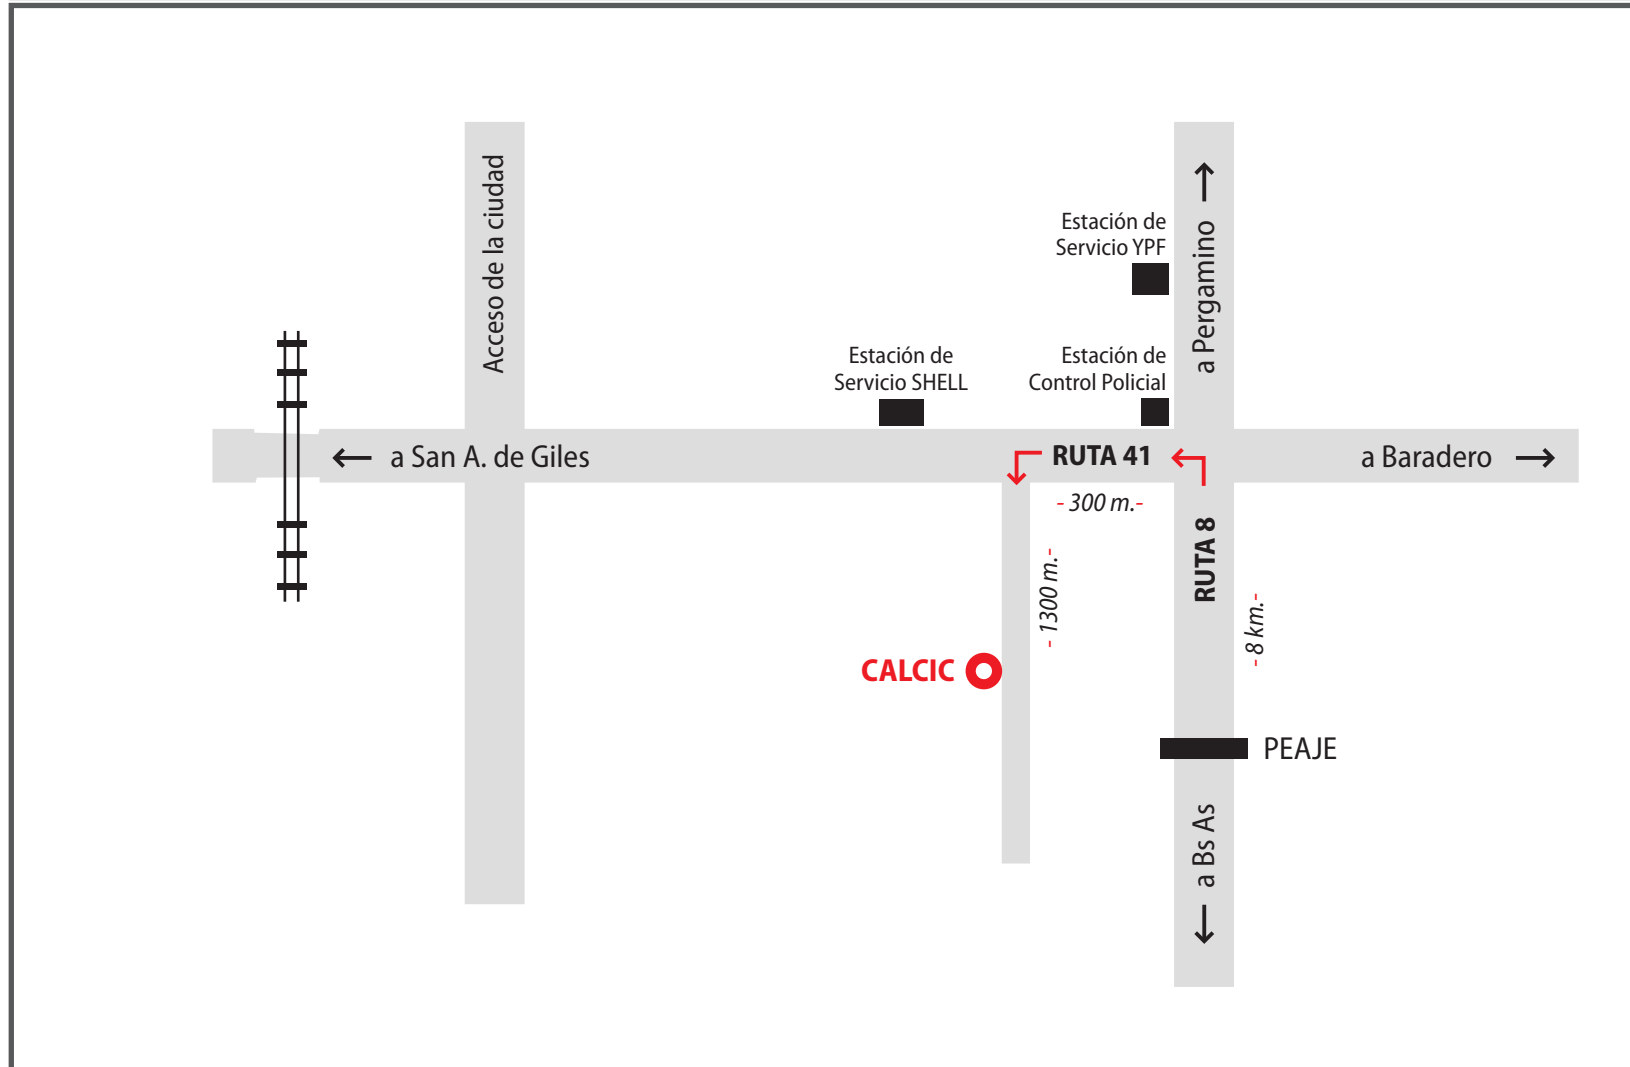 Acceso de la ciudad
Estación de
Servicio YPF
a Pergamino
Estación de
Servicio SHELL
Estación de
Control Policial
a San A. de Giles
RUTA 41
a Baradero
- 300 m.-
RUTA 8
- 1300 m.-
- 8 km.-
CALCIC
PEAJE
a Bs As